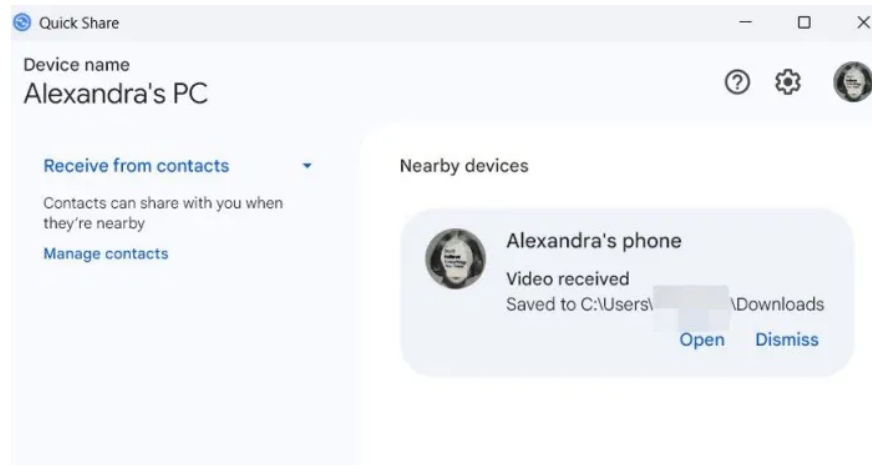 Quick Share
Device name
Alexandra's PC
Receive from contacts
Contacts can share with you when
they're nearby
Manage contacts
Nearby devices
Alexandra's phone
Video received
Saved to C:\Users\ \Downloads
Open Dismiss